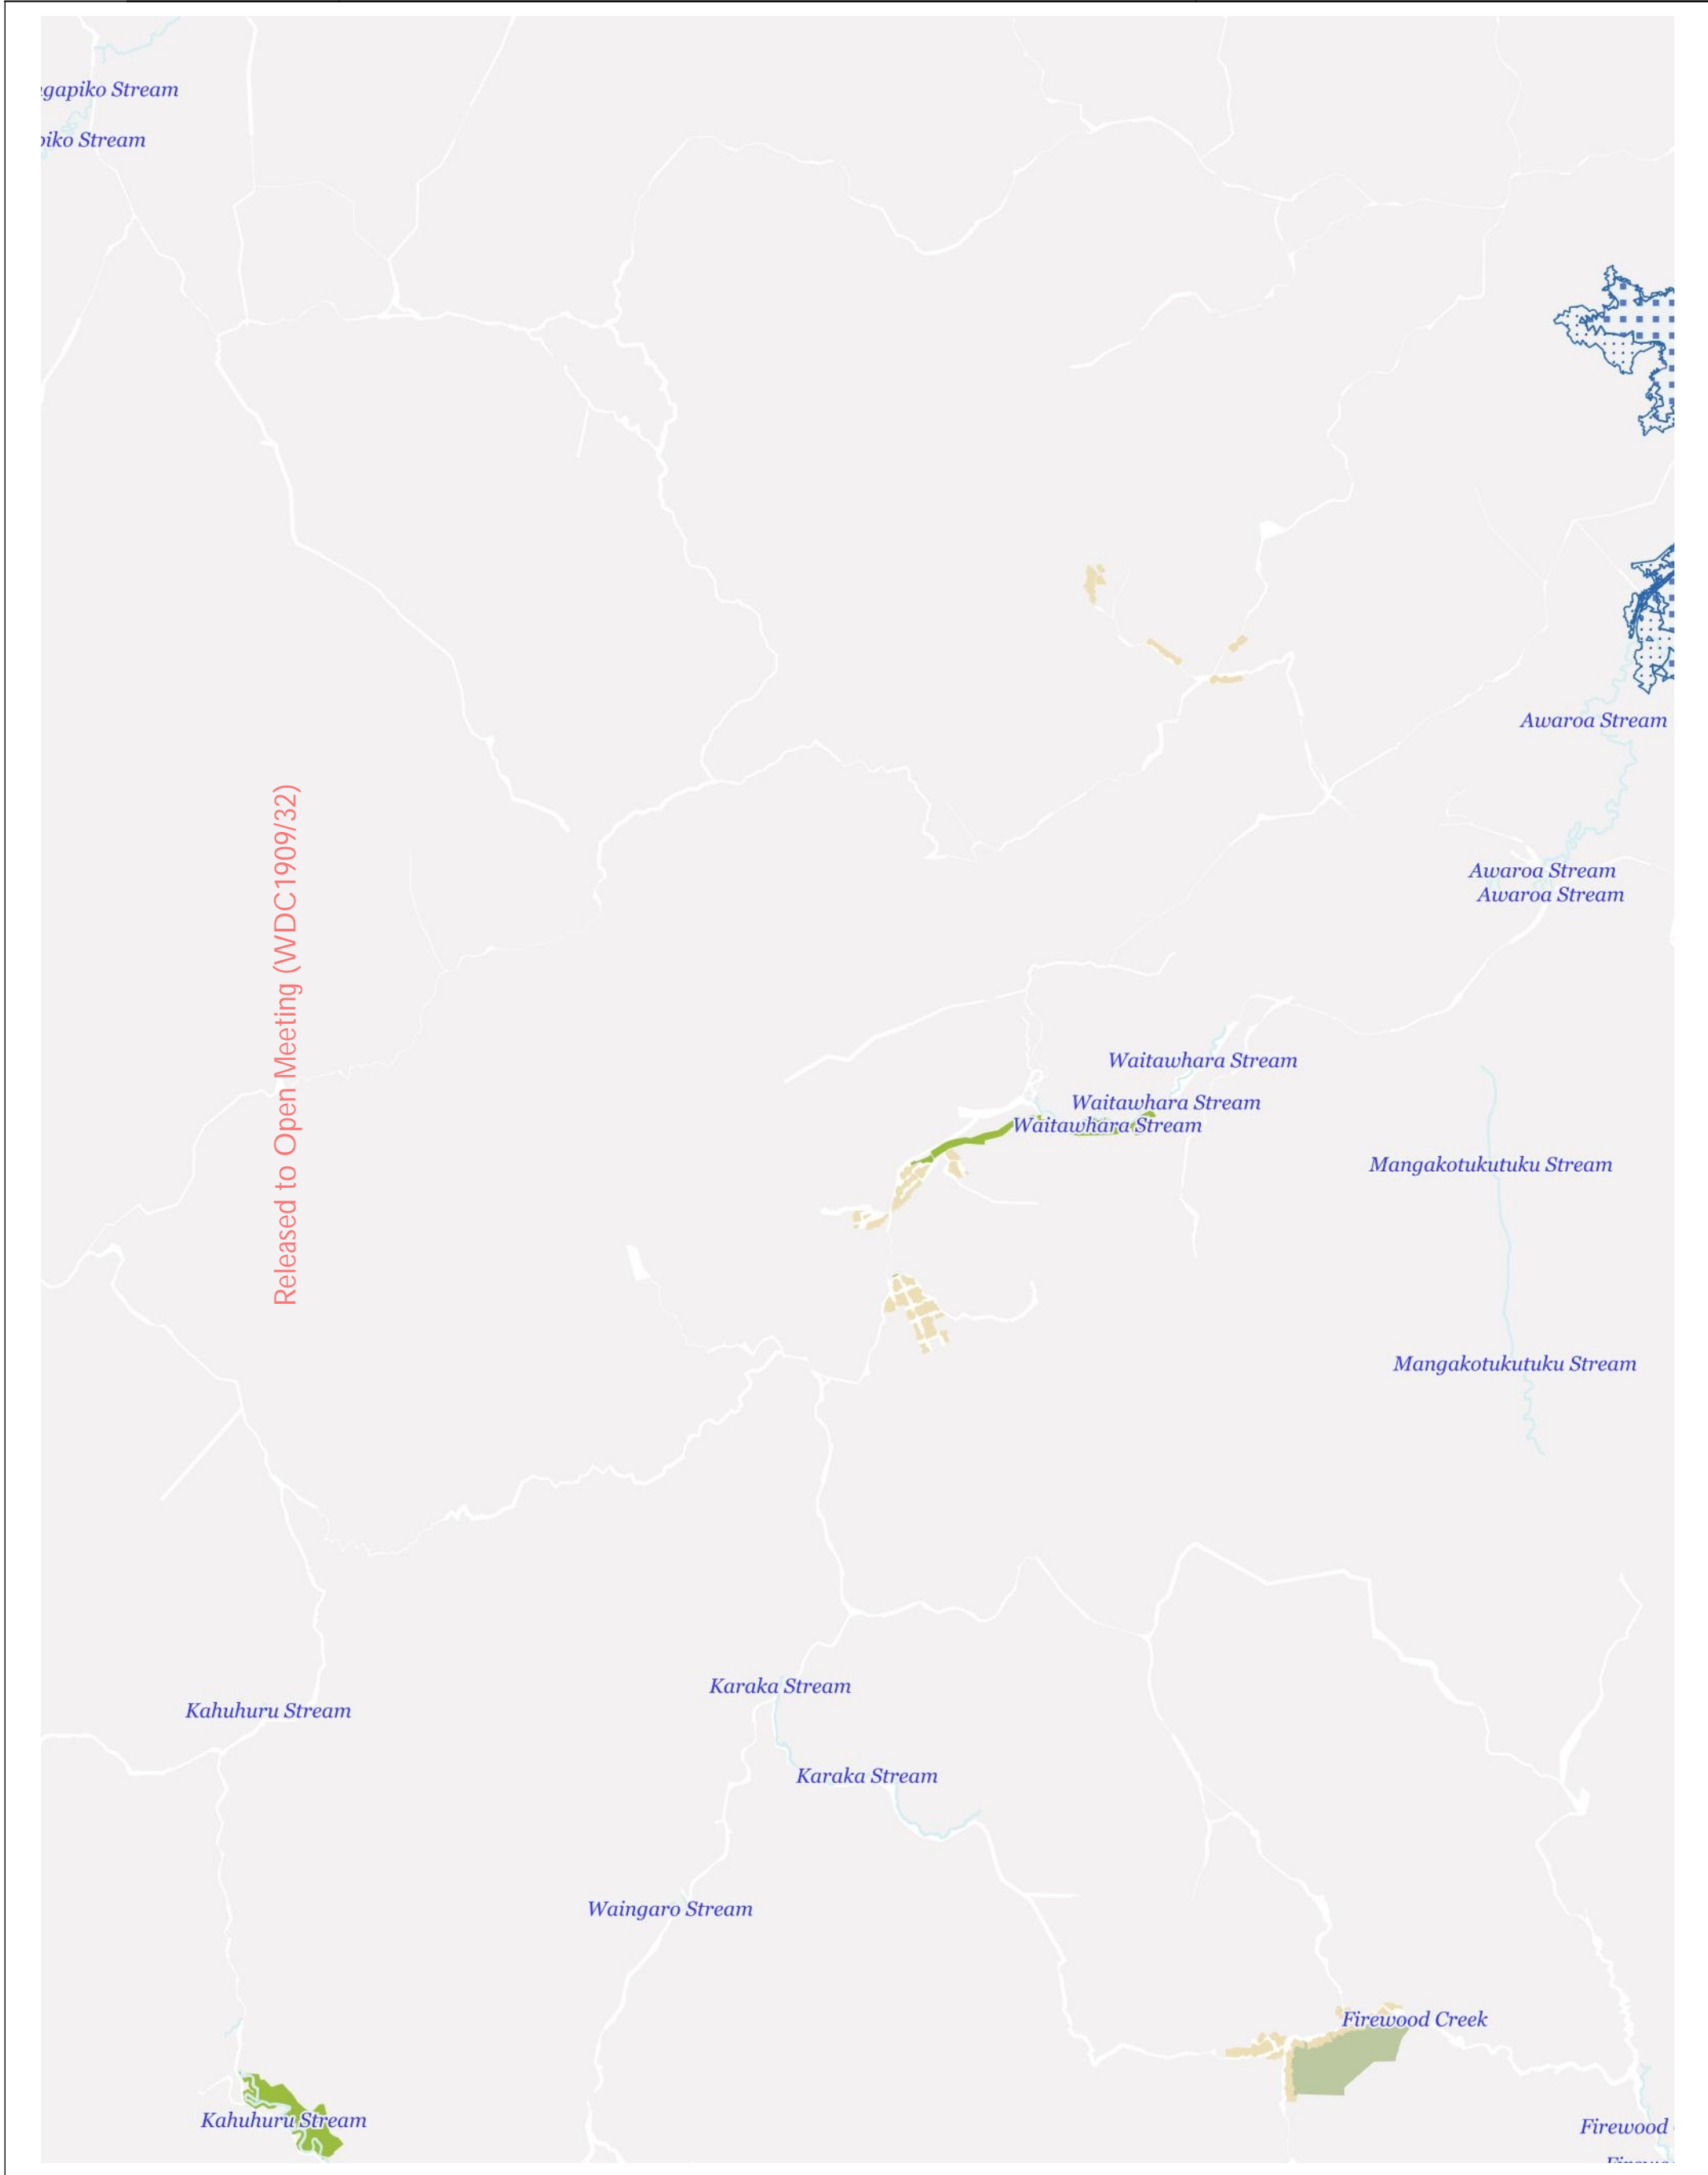 gapiko Stream
piko Stream
Awaroa Stream
Released to Open Meeting (WDC1909/32)
Awaroa Stream
Awaroa Stream
Waitawhara Stream
Waitawhara Stream
Waitawhara Stream
Mangakotukutuku Stream
Mangakotukutuku Stream
Karaka Stream
Kahuhuru Stream
Karaka Stream
Waingaro Stream
Firewood Creek
Kahuhuru Stream
Firewood